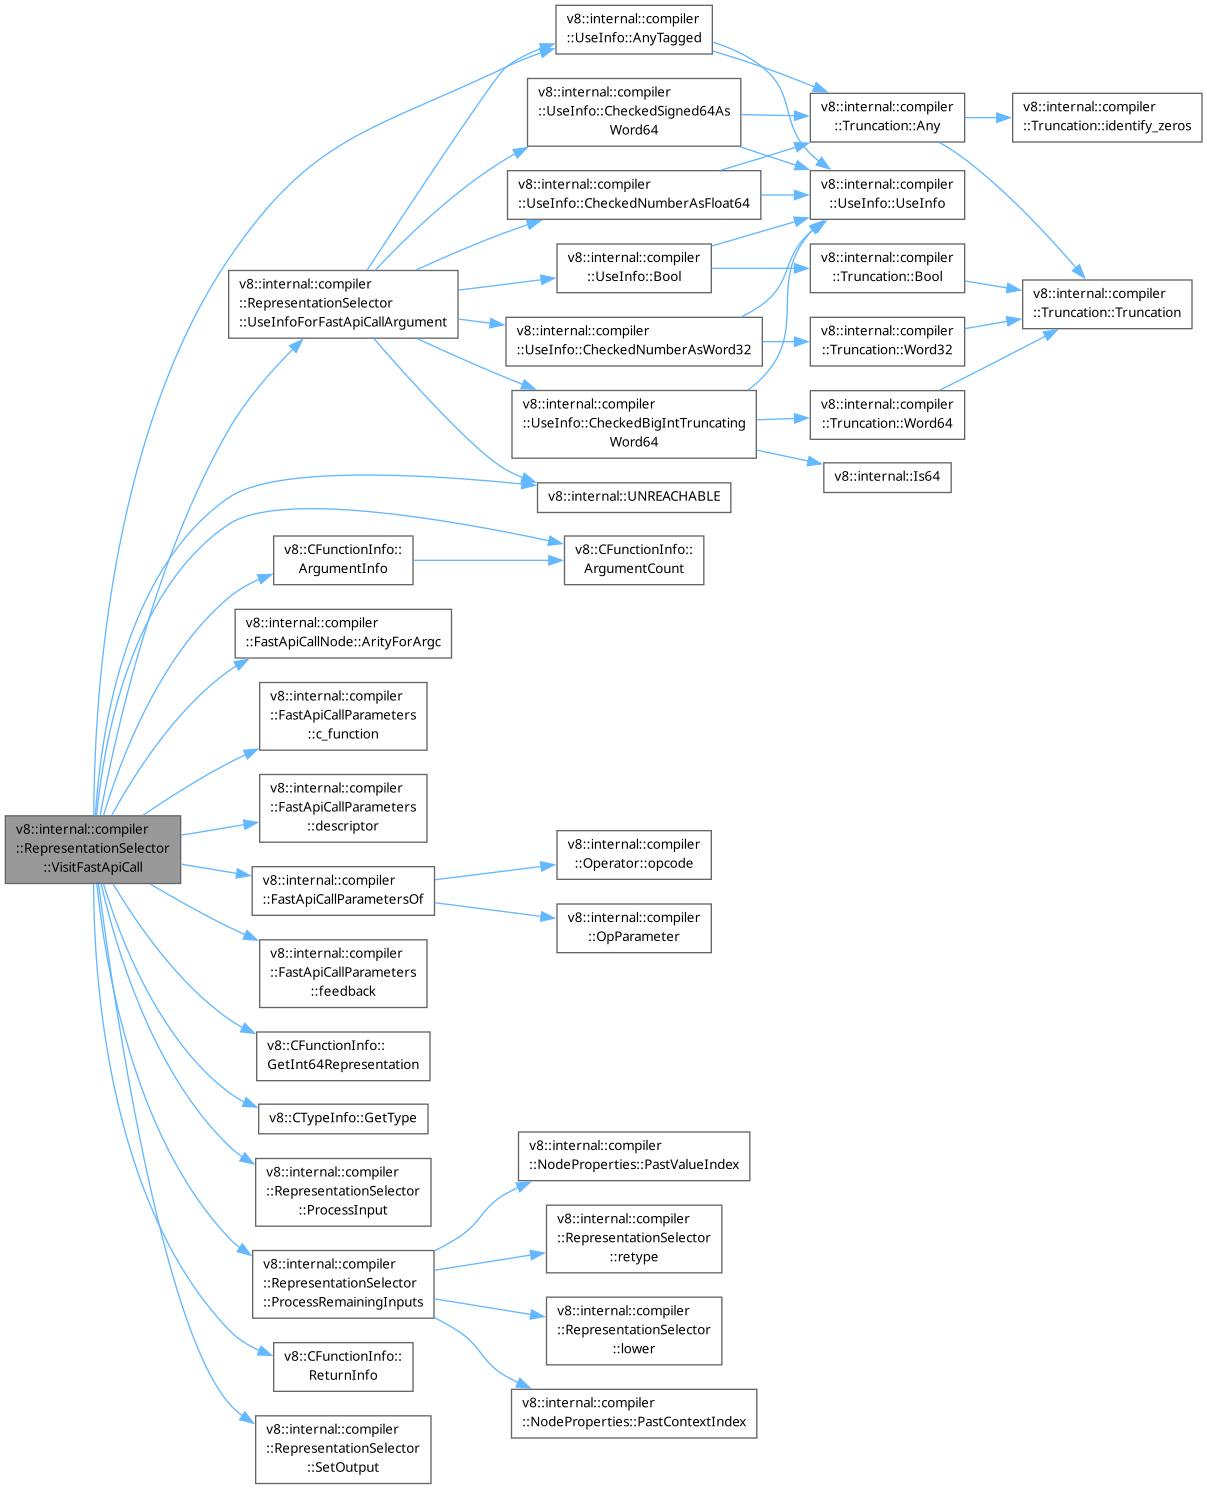 v8::internal::compiler
::UseInfo::AnyTagged
v8::internal::compiler
::UseInfo::CheckedSigned64As
Word64
v8::internal::compiler
::Truncation::Any
v8::internal::compiler
::Truncation::identify_zeros
v8::internal::compiler
::UseInfo::CheckedNumberAsFloat64
v8::internal::compiler
::UseInfo::UseInfo
v8::internal::compiler
::UseInfo::Bool
v8::internal::compiler
::Truncation::Bool
v8::internal::compiler
::RepresentationSelector
::UseInfoForFastApiCallArgument
v8::internal::compiler
::Truncation::Truncation
v8::internal::compiler
::UseInfo::CheckedNumberAsWord32
v8::internal::compiler
::Truncation::Word32
v8::internal::compiler
::UseInfo::CheckedBigIntTruncating
Word64
v8::internal::compiler
::Truncation::Word64
v8::internal::Is64
v8::internal::UNREACHABLE
v8::CFunctionInfo::
ArgumentInfo
v8::CFunctionInfo::
ArgumentCount
v8::internal::compiler
::FastApiCallNode::ArityForArgc
v8::internal::compiler
::FastApiCallParameters
::c_function
v8::internal::compiler
::FastApiCallParameters
::descriptor
v8::internal::compiler
::RepresentationSelector
::VisitFastApiCall
v8::internal::compiler
::FastApiCallParametersOf
v8::internal::compiler
::Operator::opcode
v8::internal::compiler
::OpParameter
v8::internal::compiler
::FastApiCallParameters
::feedback
v8::CFunctionInfo::
GetInt64Representation
v8::CTypeInfo::GetType
v8::internal::compiler
::RepresentationSelector
::ProcessInput
v8::internal::compiler
::NodeProperties::PastValueIndex
v8::internal::compiler
::RepresentationSelector
::retype
v8::internal::compiler
::RepresentationSelector
::ProcessRemainingInputs
v8::internal::compiler
::RepresentationSelector
::lower
v8::CFunctionInfo::
ReturnInfo
v8::internal::compiler
::NodeProperties::PastContextIndex
v8::internal::compiler
::RepresentationSelector
::SetOutput